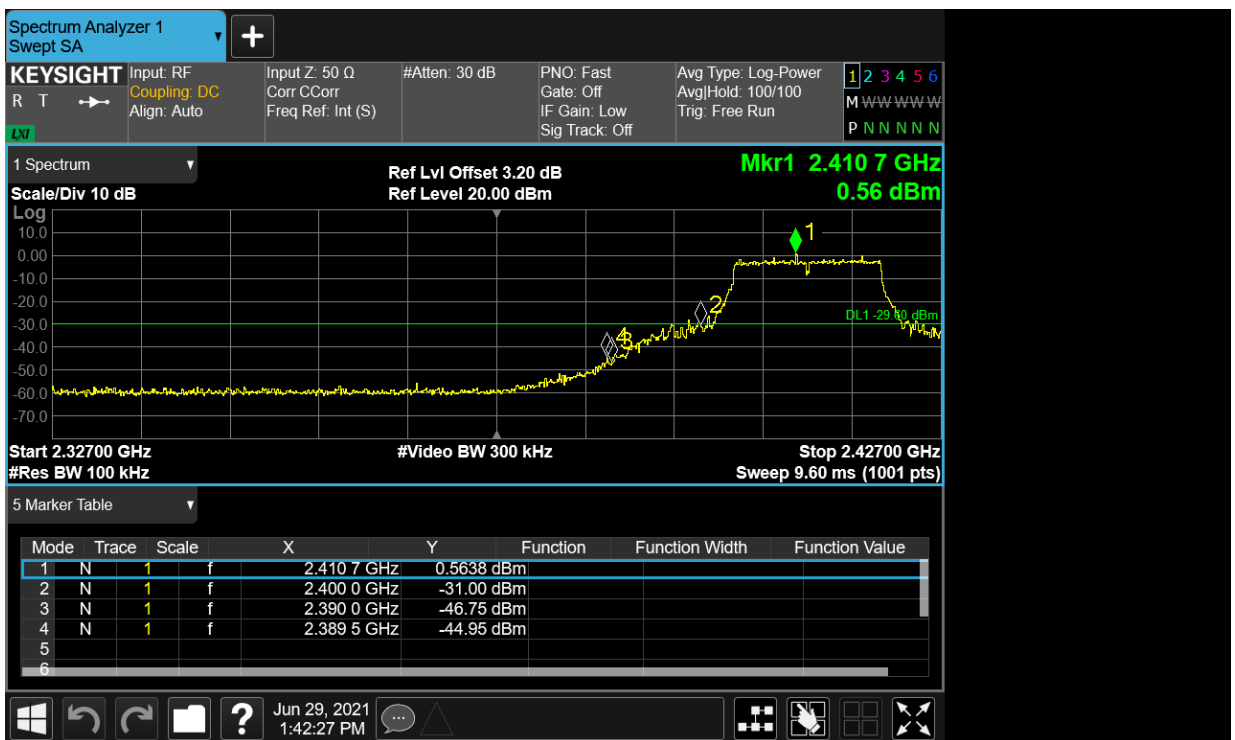 Spectrum Analyzer 1
Swept SA
KEYSIGHT
R T
LXI
Input: RF
Coupling: DC
Align: Auto
Input Z: 50 Ω
Corr CCorr
Freq Ref: Int (S)
#Atten: 30 dB
PNO: Fast
Gate: Off
IF Gain: Low
Sig Track: Off
Avg Type: Log-Power
Avg|Hold: 100/100
Trig: Free Run
1 2 3 4 5 6
M W W W W W
P N N N N N
1 Spectrum
Scale/Div 10 dB
Ref Lvl Offset 3.20 dB
Ref Level 20.00 dBm
Mkr1 2.410 7 GHz
0.56 dBm
Log
10.0
0.00
-10.0
-20.0
-30.0
-40.0
-50.0
-60.0
-70.0
1
2
4
3
DL1 -29.60 dBm
Start 2.32700 GHz
#Res BW 100 kHz
#Video BW 300 kHz
Stop 2.42700 GHz
Sweep 9.60 ms (1001 pts)
5 Marker Table
Mode Trace Scale X Y Function Function Width Function Value
1 N 1 f 2.410 7 GHz 0.5638 dBm
2 N 1 f 2.400 0 GHz -31.00 dBm
3 N 1 f 2.390 0 GHz -46.75 dBm
4 N 1 f 2.389 5 GHz -44.95 dBm
5
6
?
Jun 29, 2021
1:42:27 PM